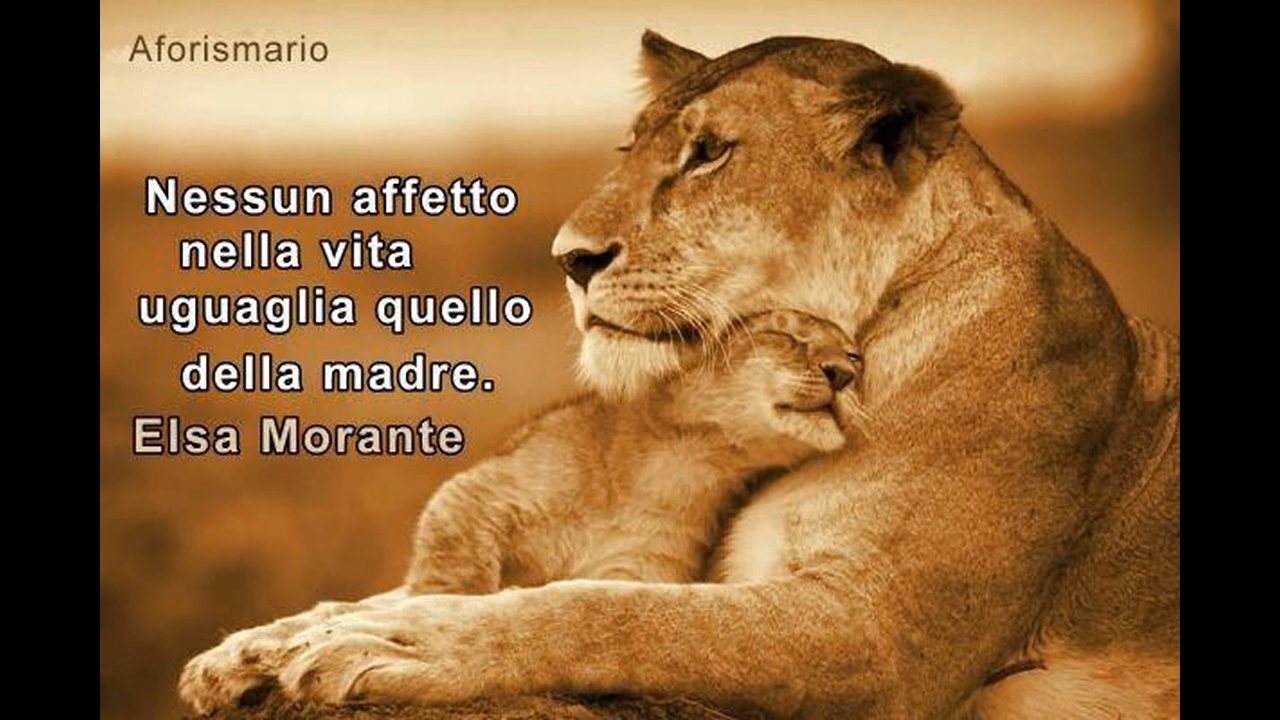 Aforismario
Nessun affetto
nella vita
uguaglia quello
della madre.
Elsa Morante